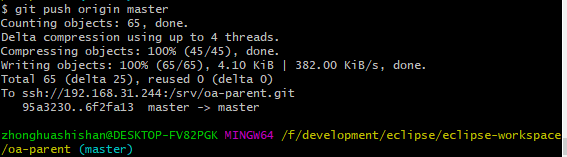 $ git push origin master
Counting objects: 65, done.
Delta compression using up to 4 threads.
Compressing objects: 100% (45/45), done.
Writing objects: 100% (65/65), 4.10 KiB | 382.00 KiB/s, done.
Total 65 (delta 25), reused 0 (delta 0)
To ssh://192.168.31.244:/srv/oa-parent.git
   95a3230..6f2fa13  master -> master
zhonghuashishan@DESKTOP-FV82PGK MINGW64 /f/development/eclipse/eclipse-workspace
/oa-parent (master)